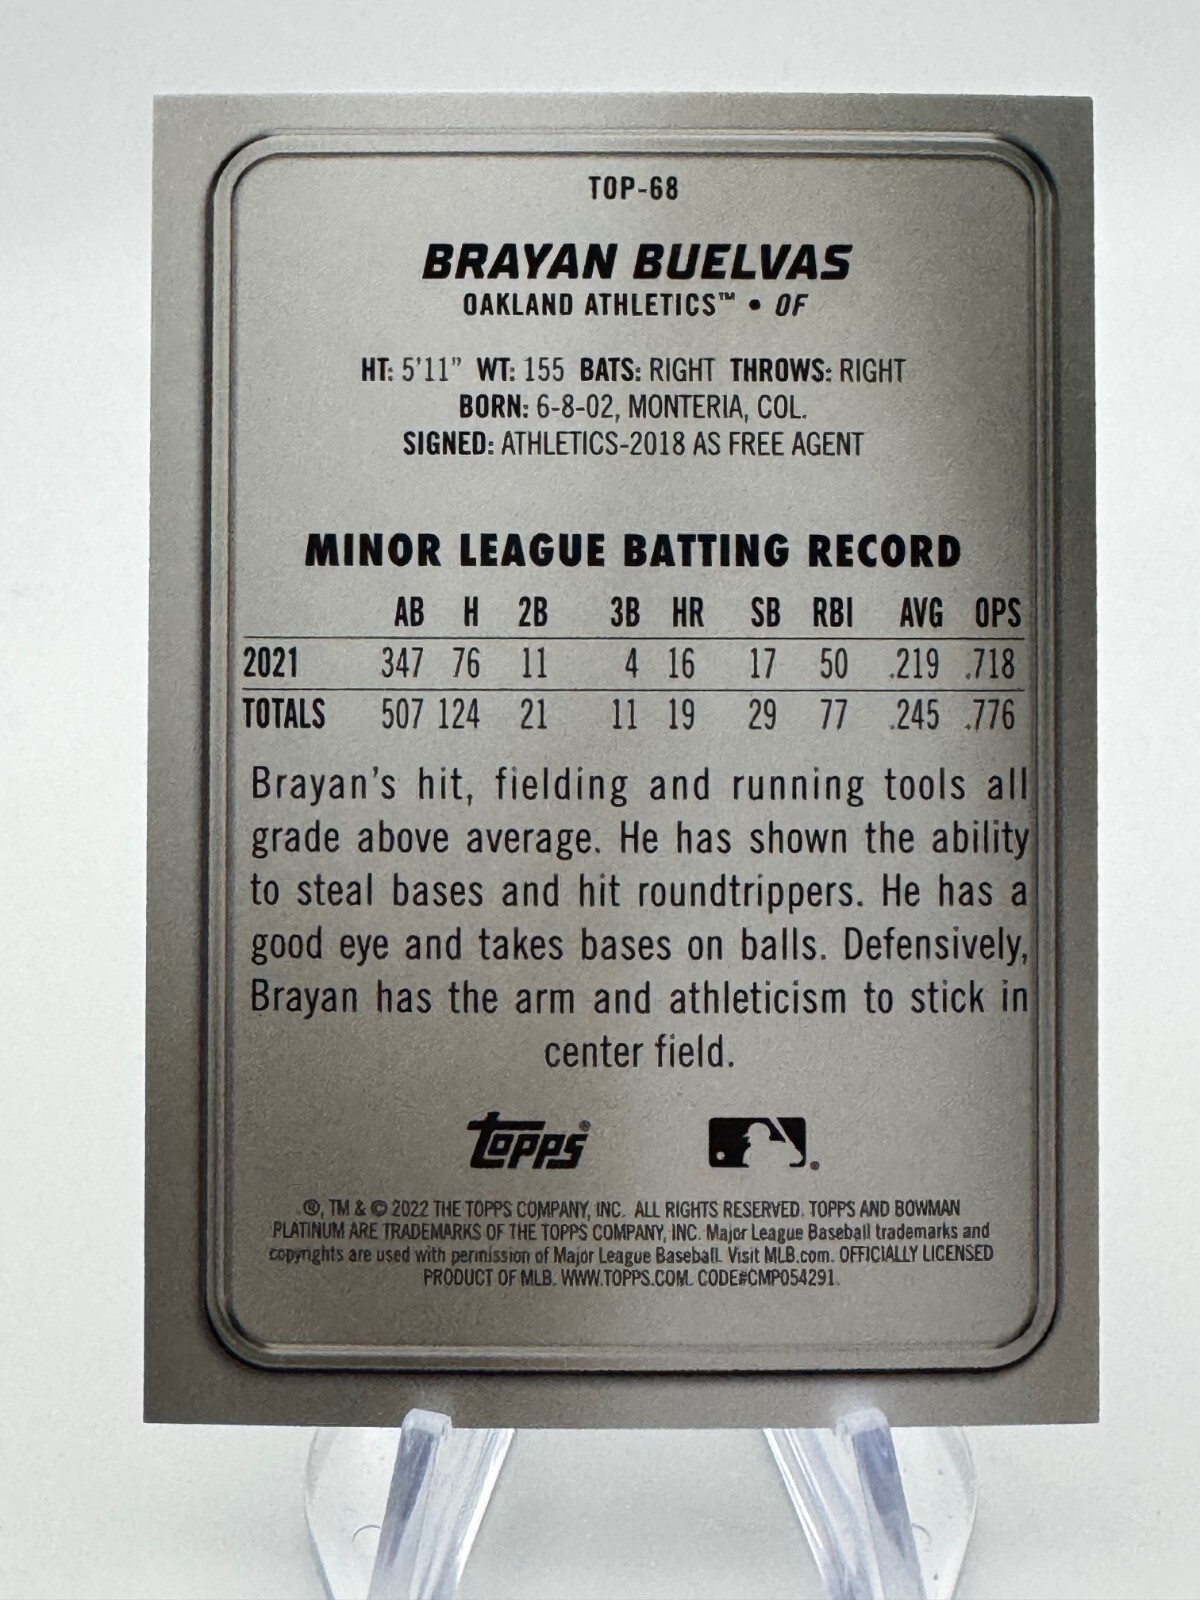 TOP-68
BRAYAN BUELVAS
OAKLAND ATHLETICS™ • OF
HT: 5'11" WT: 155 BATS: RIGHT THROWS: RIGHT
BORN: 6-8-02, MONTERIA, COL.
SIGNED: ATHLETICS-2018 AS FREE AGENT
MINOR LEAGUE BATTING RECORD
AB H 2B 3B HR SB RBI AVG OPS
2021 347 76 11 4 16 17 50 .219 .718
TOTALS 507 124 21 11 19 29 77 .245 .776
Brayan's hit, fielding and running tools all
grade above average. He has shown the ability
to steal bases and hit roundtrippers. He has a
good eye and takes bases on balls. Defensively,
Brayan has the arm and athleticism to stick in
center field.
topps® ®
®, TM & © 2022 THE TOPPS COMPANY, INC. ALL RIGHTS RESERVED. TOPPS AND BOWMAN
PLATINUM ARE TRADEMARKS OF THE TOPPS COMPANY, INC. Major League Baseball trademarks and
copyrights are used with permission of Major League Baseball. Visit MLB.com. OFFICIALLY LICENSED
PRODUCT OF MLB. WWW.TOPPS.COM. CODE#CMP054291.